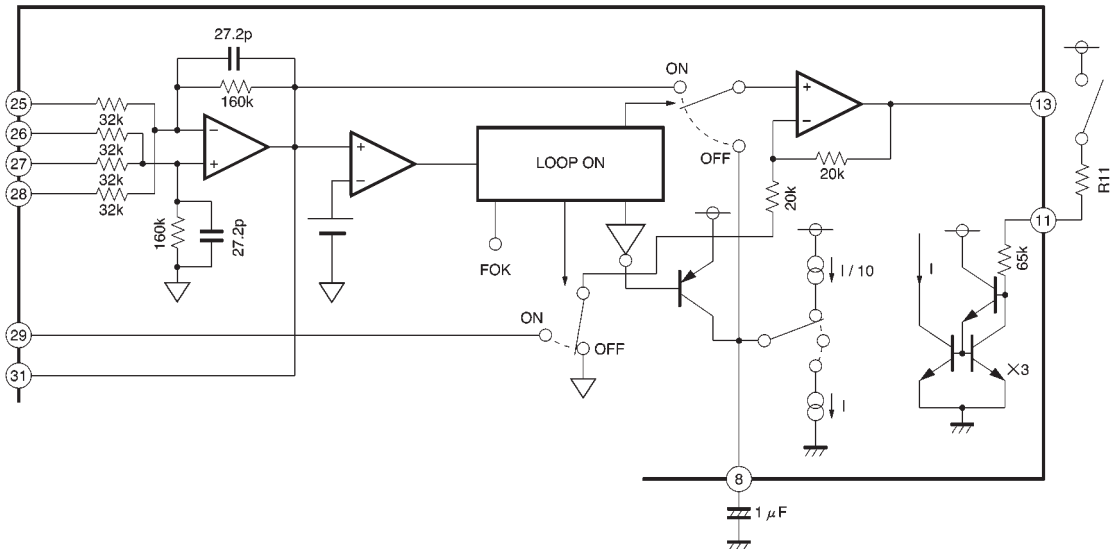 27.2p
ON
25
160k
+
13
32k
26
−
−
32k
+
LOOP ON
OFF
27
+
32k
−
20k
28
32k
20k
R11
160k
27.2p
11
FOK
I / 10
I
65k
ON
29
OFF
×3
31
I
8
1 μF